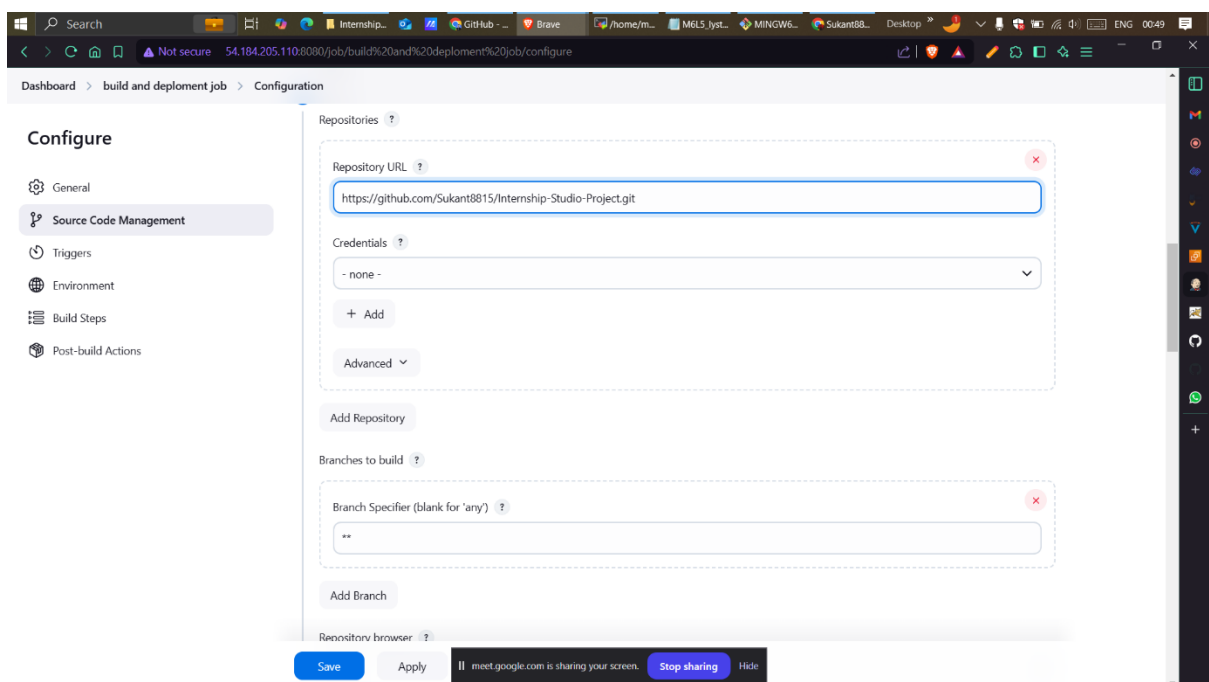 Search
Internship...
GitHub - ...
Brave
/home/m...
M6L5_lyst...
MINGW6...
Sukant88...
Desktop »
ENG 00:49
Not secure 54.184.205.110:8080/job/build%20and%20deploment%20job/configure
Dashboard > build and deploment job > Configuration
Configure
General
Source Code Management
Triggers
Environment
Build Steps
Post-build Actions
Repositories ?
Repository URL ?
https://github.com/Sukant8815/Internship-Studio-Project.git
Credentials ?
- none -
+ Add
Advanced
Add Repository
Branches to build ?
Branch Specifier (blank for 'any') ?
**
Add Branch
Repository browser ?
Save Apply
meet.google.com is sharing your screen. Stop sharing Hide